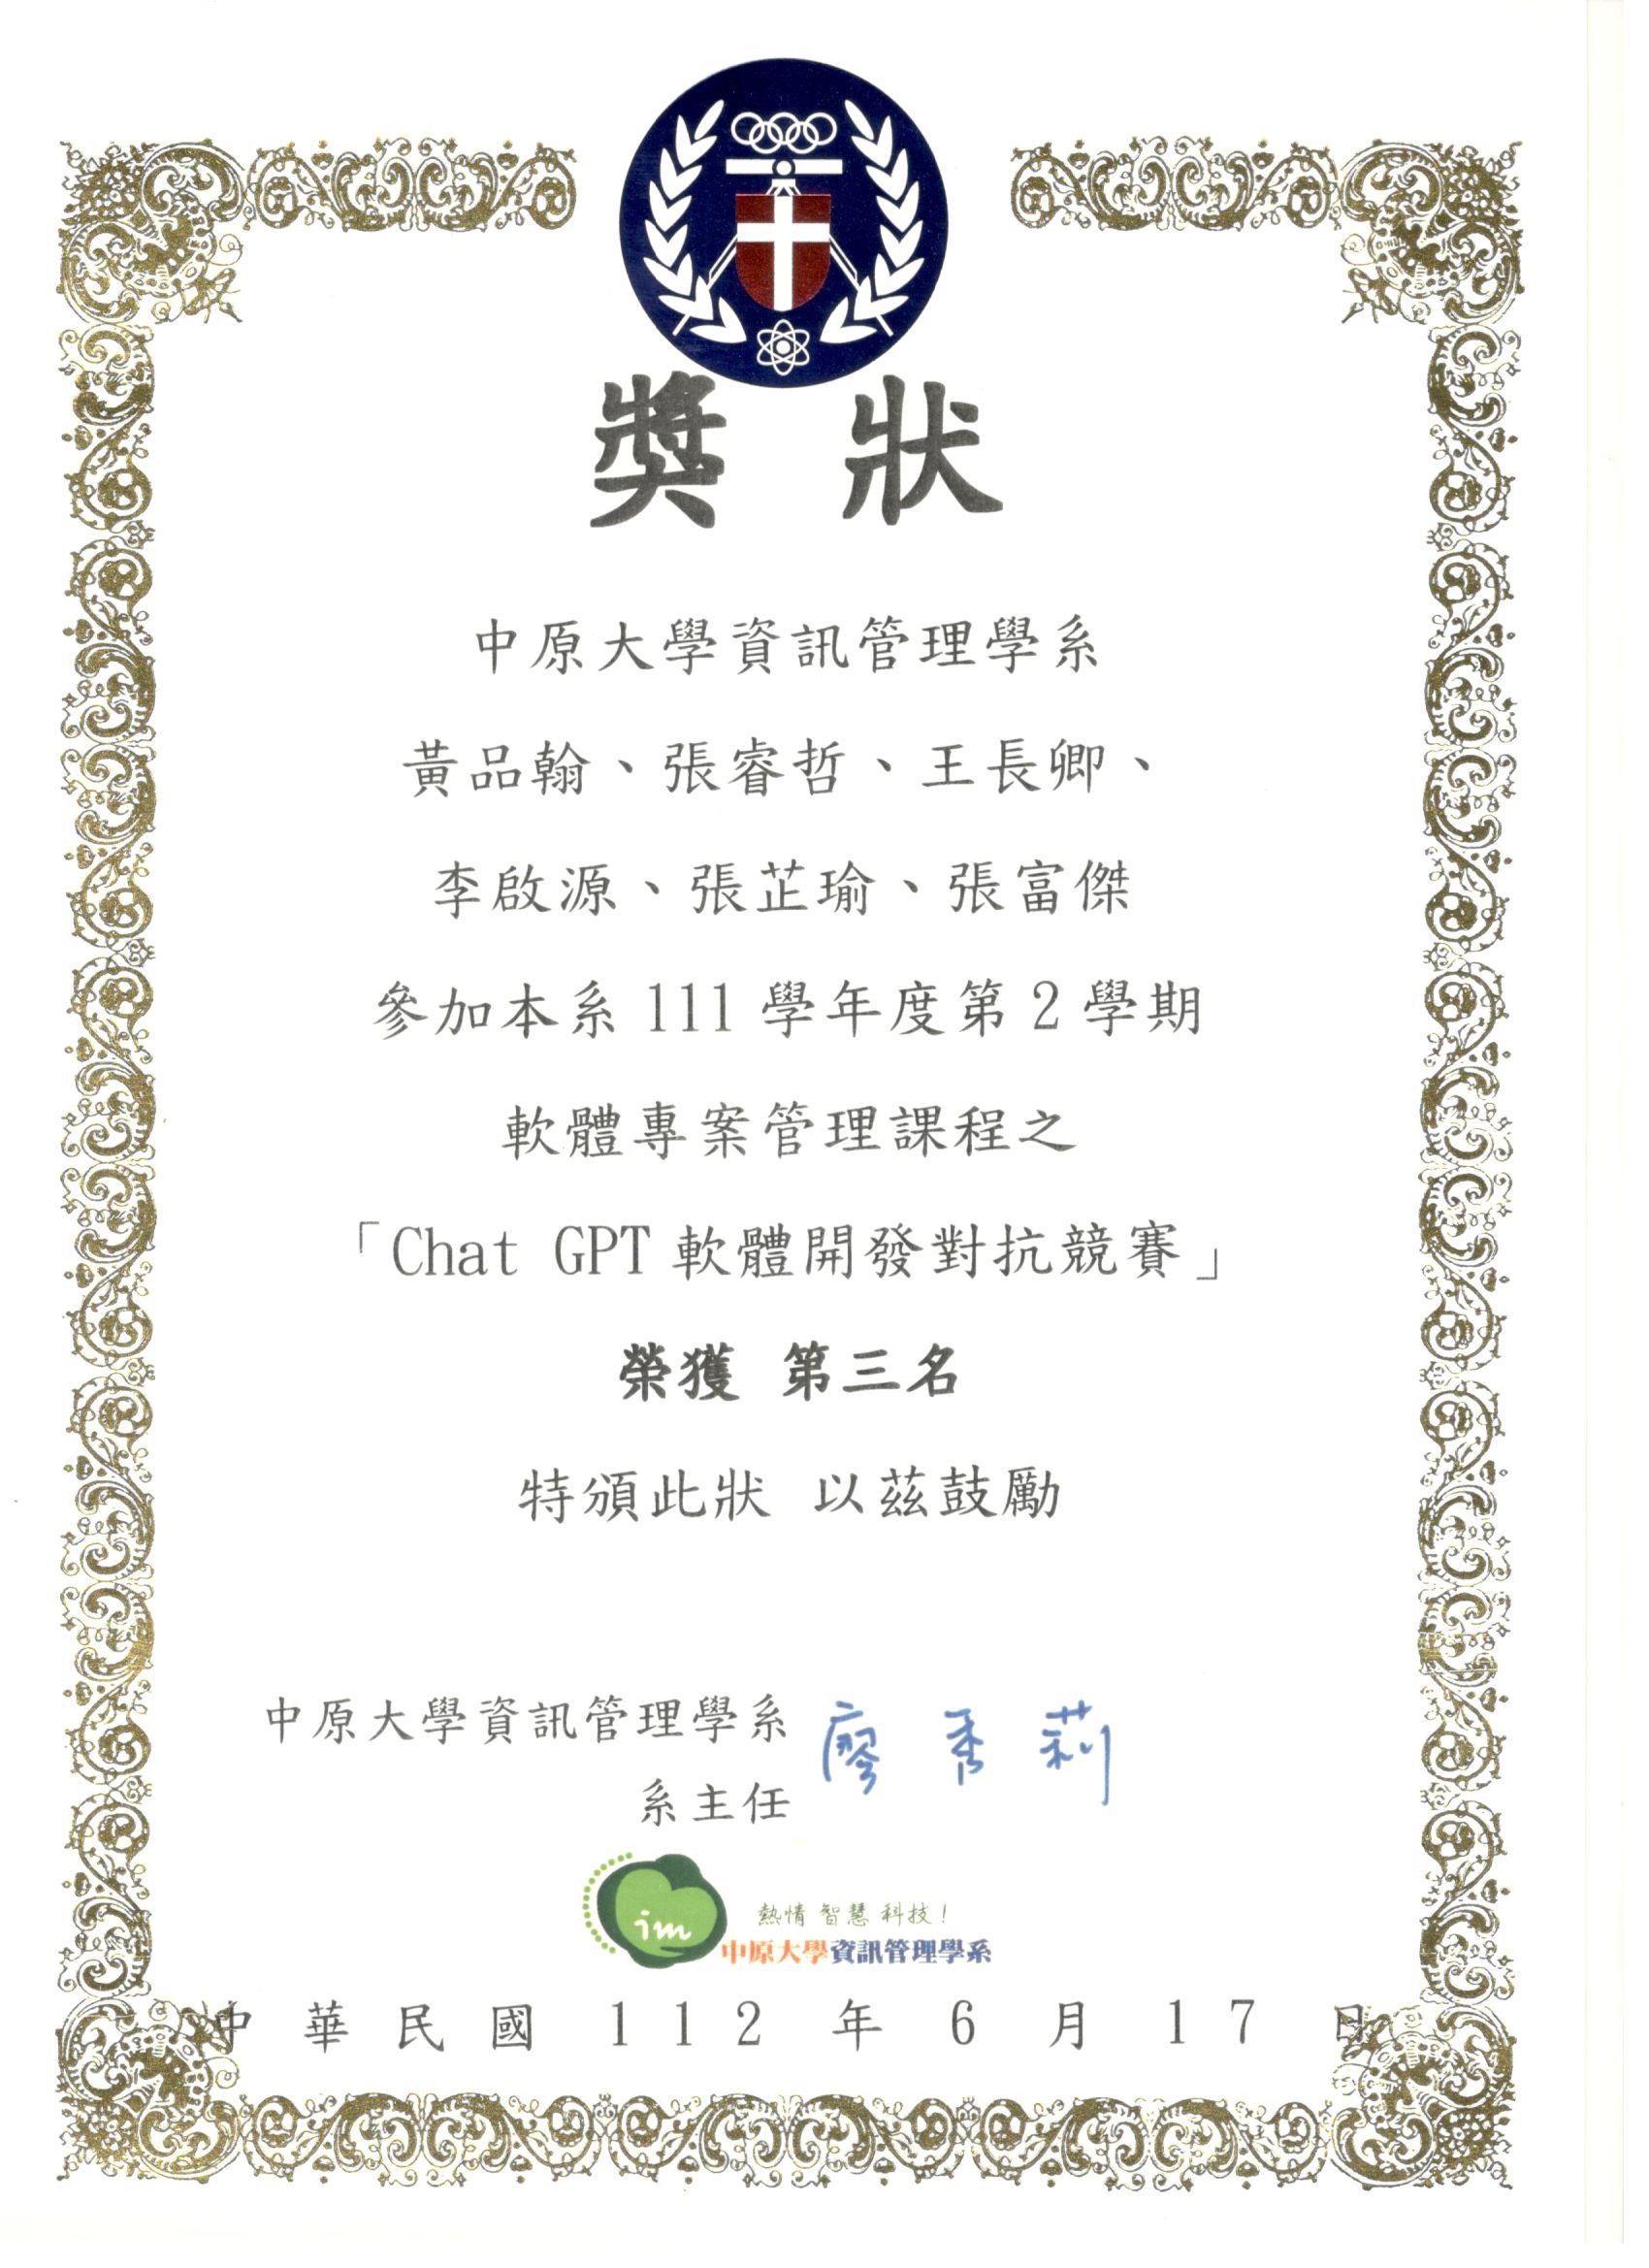 獎 狀
中原大學資訊管理學系
黃品翰、張睿哲、王長卿、
李啟源、張芷瑜、張富傑
參加本系 111 學年度第 2 學期
軟體專案管理課程之
「Chat GPT 軟體開發對抗競賽」
榮獲 第三名
特頒此狀 以茲鼓勵
中原大學資訊管理學系 廖秀莉
系主任
im
熱情 智慧 科技！
中原大學資訊管理學系
中 華 民 國 1 1 2 年 6 月 1 7 日